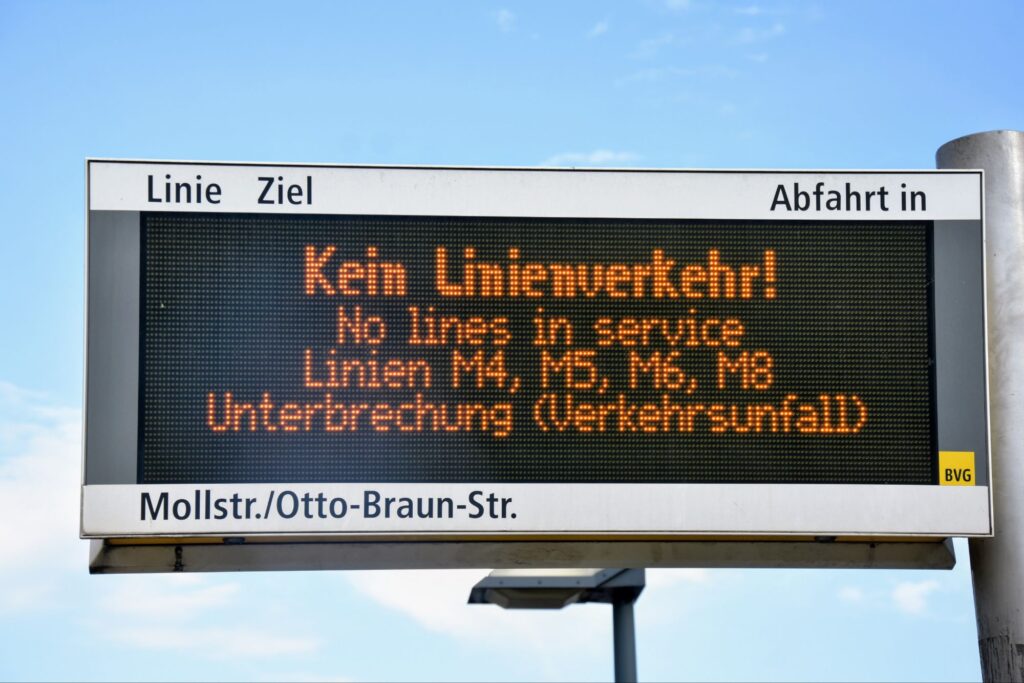 Linie Ziel Abfahrt in
Kein Linienverkehr!
No lines in service
Linien M4, M5, M6, M8
Unterbrechung (Verkehrsunfall)
BVG
Mollstr./Otto-Braun-Str.